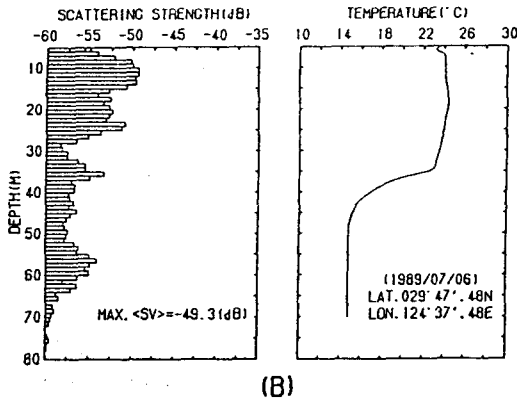 SCATTERING STRENGTH(dB)
-60 -55 -50 -45 -40 -35
10
20
30
40
50
60
70
80
DEPTH(M)
MAX.<SV>=-49.3(dB)
TEMPERATURE(°C)
10 14 18 22 26 30
(1989/07/06)
LAT.029°47'.48N
LON.124°37'.48E
(B)